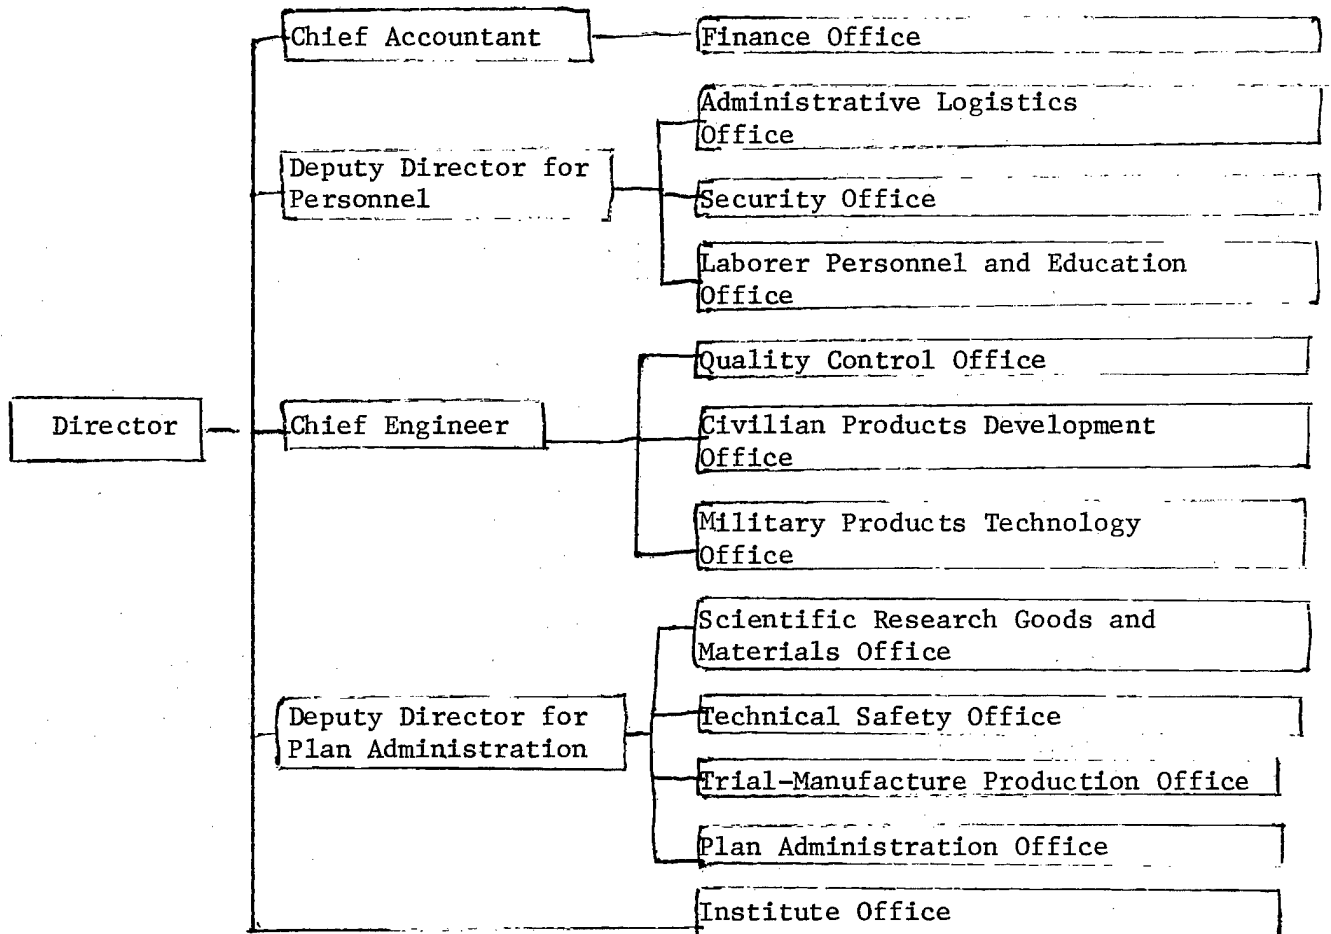 Chief Accountant
Finance Office
Administrative Logistics
Office
Deputy Director for
Personnel
Security Office
Laborer Personnel and Education
Office
Quality Control Office
Director
Chief Engineer
Civilian Products Development
Office
Military Products Technology
Office
Scientific Research Goods and
Materials Office
Deputy Director for
Plan Administration
Technical Safety Office
Trial-Manufacture Production Office
Plan Administration Office
Institute Office